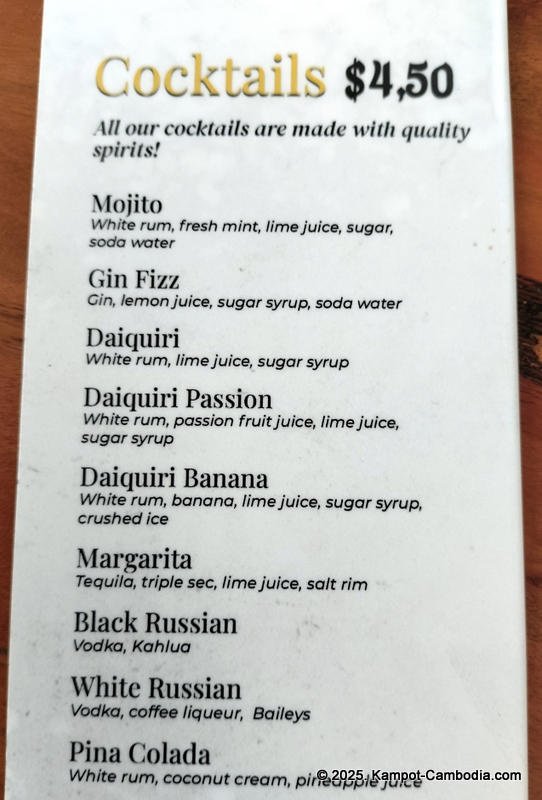 Cocktails $4,50
All our cocktails are made with quality
spirits!
Mojito
White rum, fresh mint, lime juice, sugar,
soda water
Gin Fizz
Gin, lemon juice, sugar syrup, soda water
Daiquiri
White rum, lime juice, sugar syrup
Daiquiri Passion
White rum, passion fruit juice, lime juice,
sugar syrup
Daiquiri Banana
White rum, banana, lime juice, sugar syrup,
crushed ice
Margarita
Tequila, triple sec, lime juice, salt rim
Black Russian
Vodka, Kahlua
White Russian
Vodka, coffee liqueur, Baileys
Pina Colada
White rum, coconut cream, pineapple juice
© 2025. Kampot-Cambodia.com